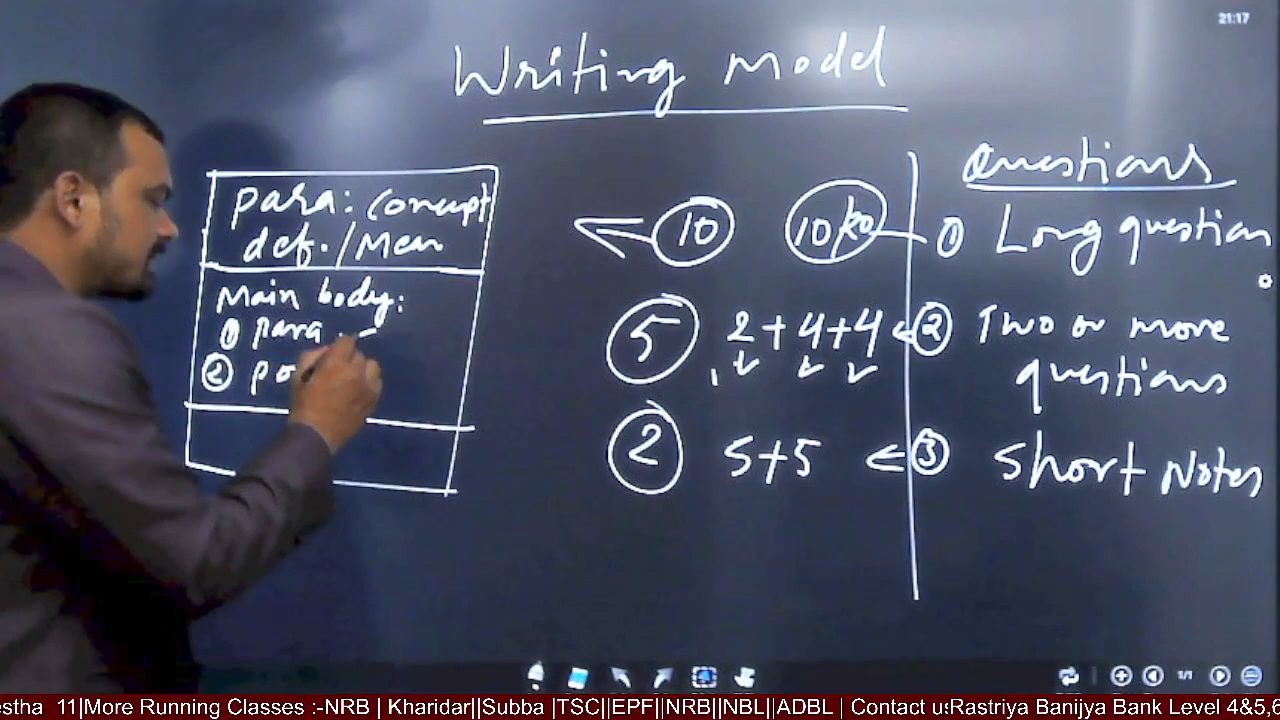 21:17
Writing model
para: concept
def. / Mean
Main body:
① para
② po
10
10 ko
5
2 + 4 + 4
2
5 + 5
Questions
① Long question
② Two or more
questions
③ Short Notes
1/1
estha 11|More Running Classes :-NRB | Kharidar||Subba |TSC||EPF||NRB||NBL||ADBL | Contact us:Rastriya Banijya Bank Level 4&5,6